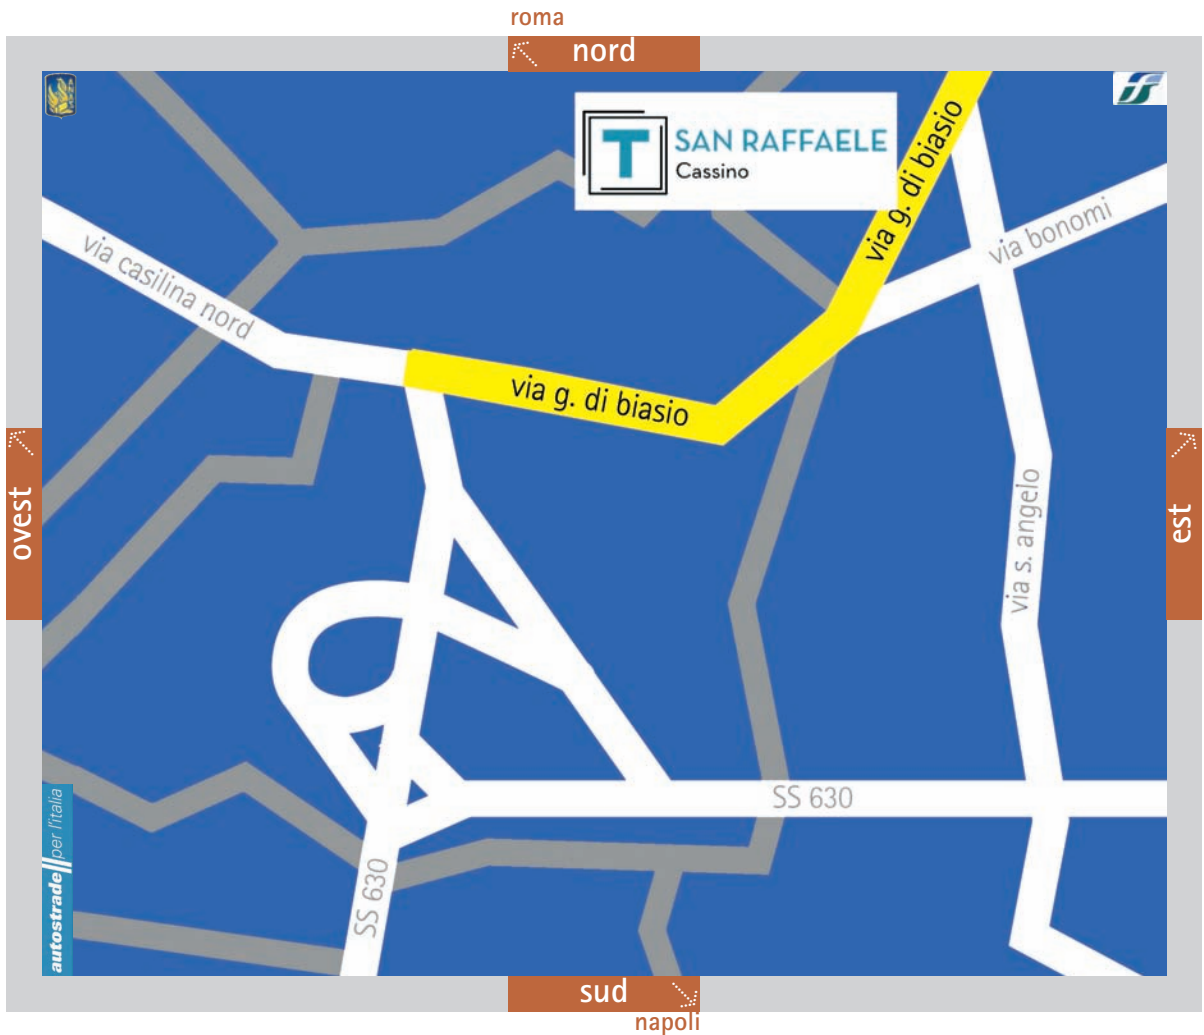 roma
nord
SAN RAFFAELE
Cassino
via g. di biasio
via bonomi
via casilina nord
via g. di biasio
ovest
est
via s. angelo
SS 630
autostrade per l'italia
SS 630
sud
napoli